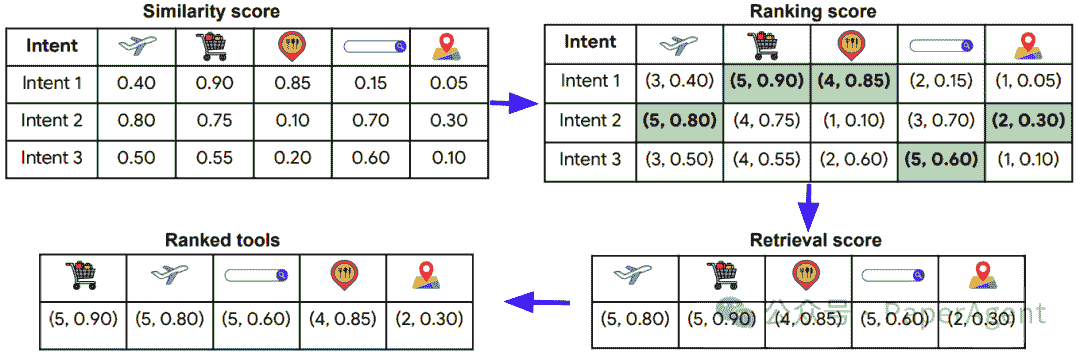 Similarity score
Intent
Intent 1 0.40 0.90 0.85 0.15 0.05
Intent 2 0.80 0.75 0.10 0.70 0.30
Intent 3 0.50 0.55 0.20 0.60 0.10
Ranking score
Intent
Intent 1 (3, 0.40) (5, 0.90) (4, 0.85) (2, 0.15) (1, 0.05)
Intent 2 (5, 0.80) (4, 0.75) (1, 0.10) (3, 0.70) (2, 0.30)
Intent 3 (3, 0.50) (4, 0.55) (2, 0.60) (5, 0.60) (1, 0.10)
Ranked tools
(5, 0.90) (5, 0.80) (5, 0.60) (4, 0.85) (2, 0.30)
Retrieval score
(5, 0.80) (5, 0.90) (4, 0.85) (5, 0.60) (2, 0.30)
公众号 PaperAgent